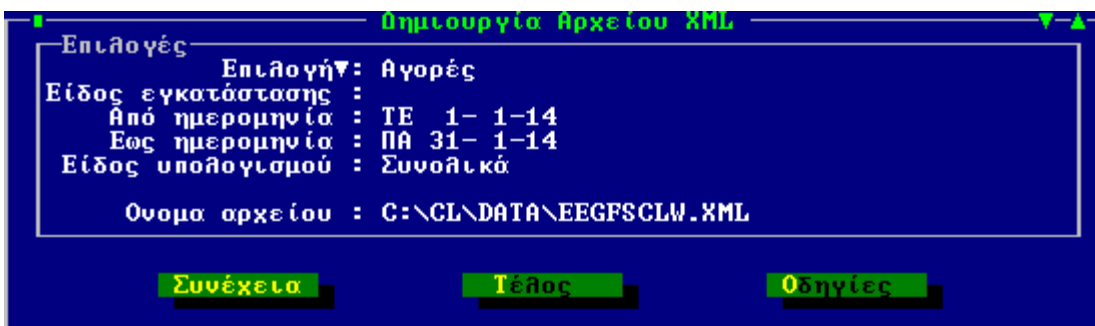 Δημιουργία Αρχείου XML
Επιλογές
Επιλογή▼: Αγορές
Είδος εγκατάστασης :
Από ημερομηνία : ΤΕ 1- 1-14
Εως ημερομηνία : ΠΑ 31- 1-14
Είδος υπολογισμού : Συνολικά
Ονομα αρχείου : C:\CL\DATA\EEGFSCLW.XML
Συνέχεια Τέλος Οδηγίες